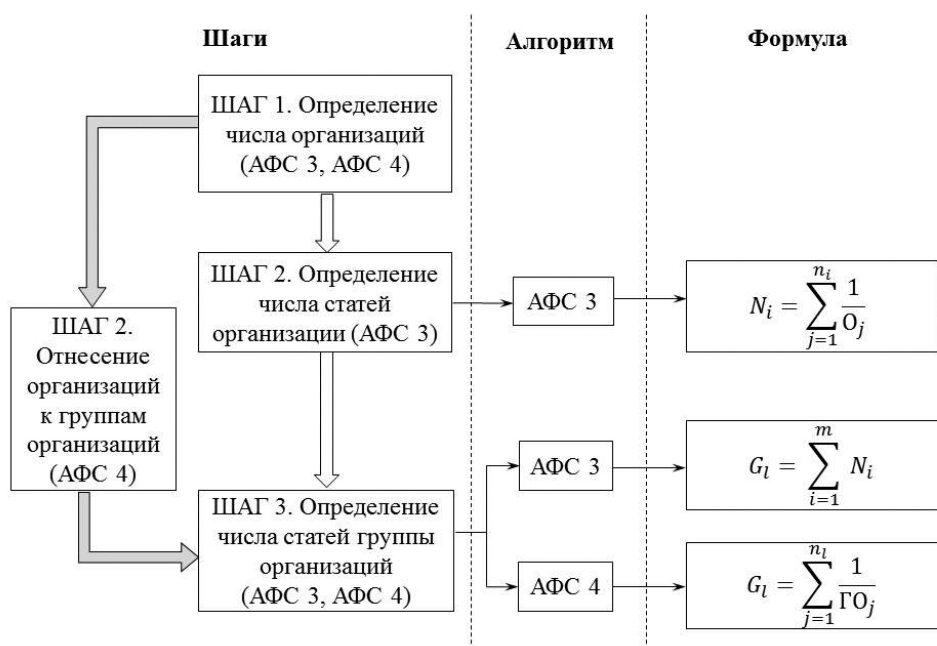 Шаги
Алгоритм
Формула
ШАГ 1. Определение
числа организаций
(АФС 3, АФС 4)
ШАГ 2. Определение
числа статей
организации (АФС 3)
АФС 3
N_i = \sum_{j=1}^{n_i} \frac{1}{О_j}
ШАГ 2.
Отнесение
организаций
к группам
организаций
(АФС 4)
ШАГ 3. Определение
числа статей группы
организаций
(АФС 3, АФС 4)
АФС 3
G_l = \sum_{i=1}^{m} N_i
АФС 4
G_l = \sum_{j=1}^{n_l} \frac{1}{ГО_j}